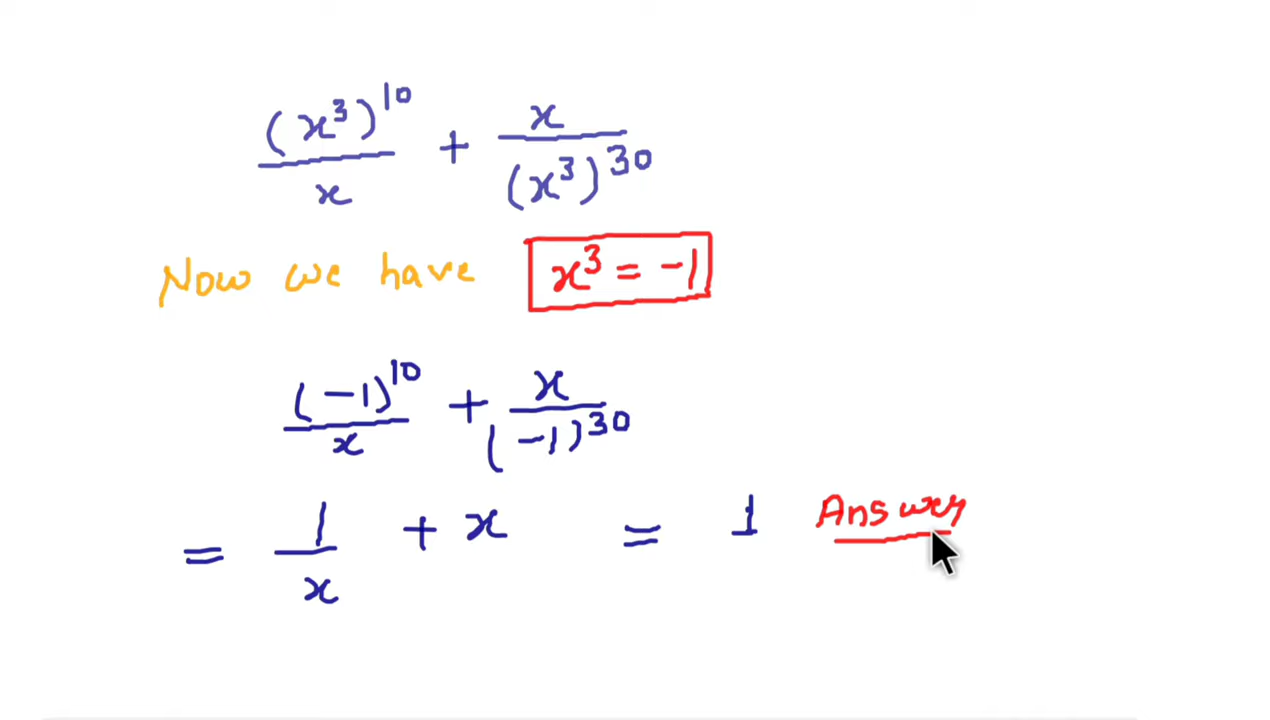 (x³)¹⁰/x + x/(x³)³⁰
Now we have x³ = -1
(-1)¹⁰/x + x/(-1)³⁰
= 1/x + x = 1 Answer